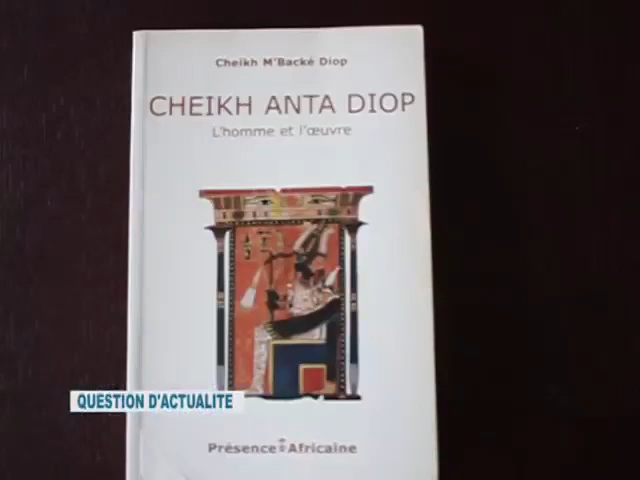 Cheikh M'Backé Diop
CHEIKH ANTA DIOP
L'homme et l'œuvre
QUESTION D'ACTUALITE
Présence Africaine